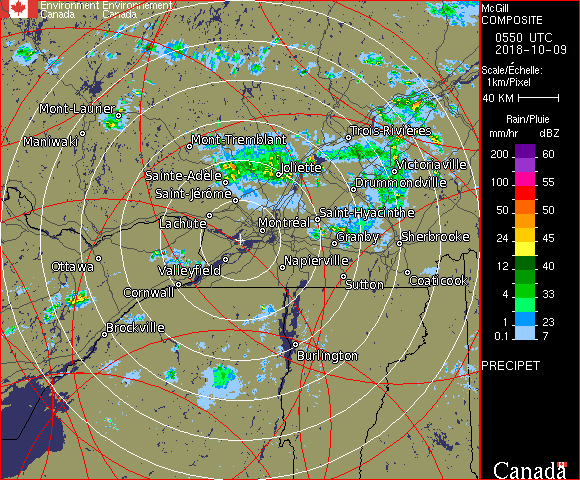 Environment Environnement
Canada Canada
McGill
COMPOSITE
0550 UTC
2018-10-09
Scale/Échelle:
1km/Pixel
40 KM
Rain/Pluie
mm/hr dBZ
200 60
100 55
50 50
24 45
12 40
4 33
1 23
0.1 7
PRECIPET
Canada
Mont-Laurier
Maniwaki
Mont-Tremblant
Trois-Rivières
Sainte-Adèle
Joliette
Victoriaville
Saint-Jérôme
Drummondville
Lachute
Montréal
Saint-Hyacinthe
Granby
Sherbrooke
Ottawa
Valleyfield
Napierville
Cornwall
Sutton
Coaticook
Brockville
Burlington